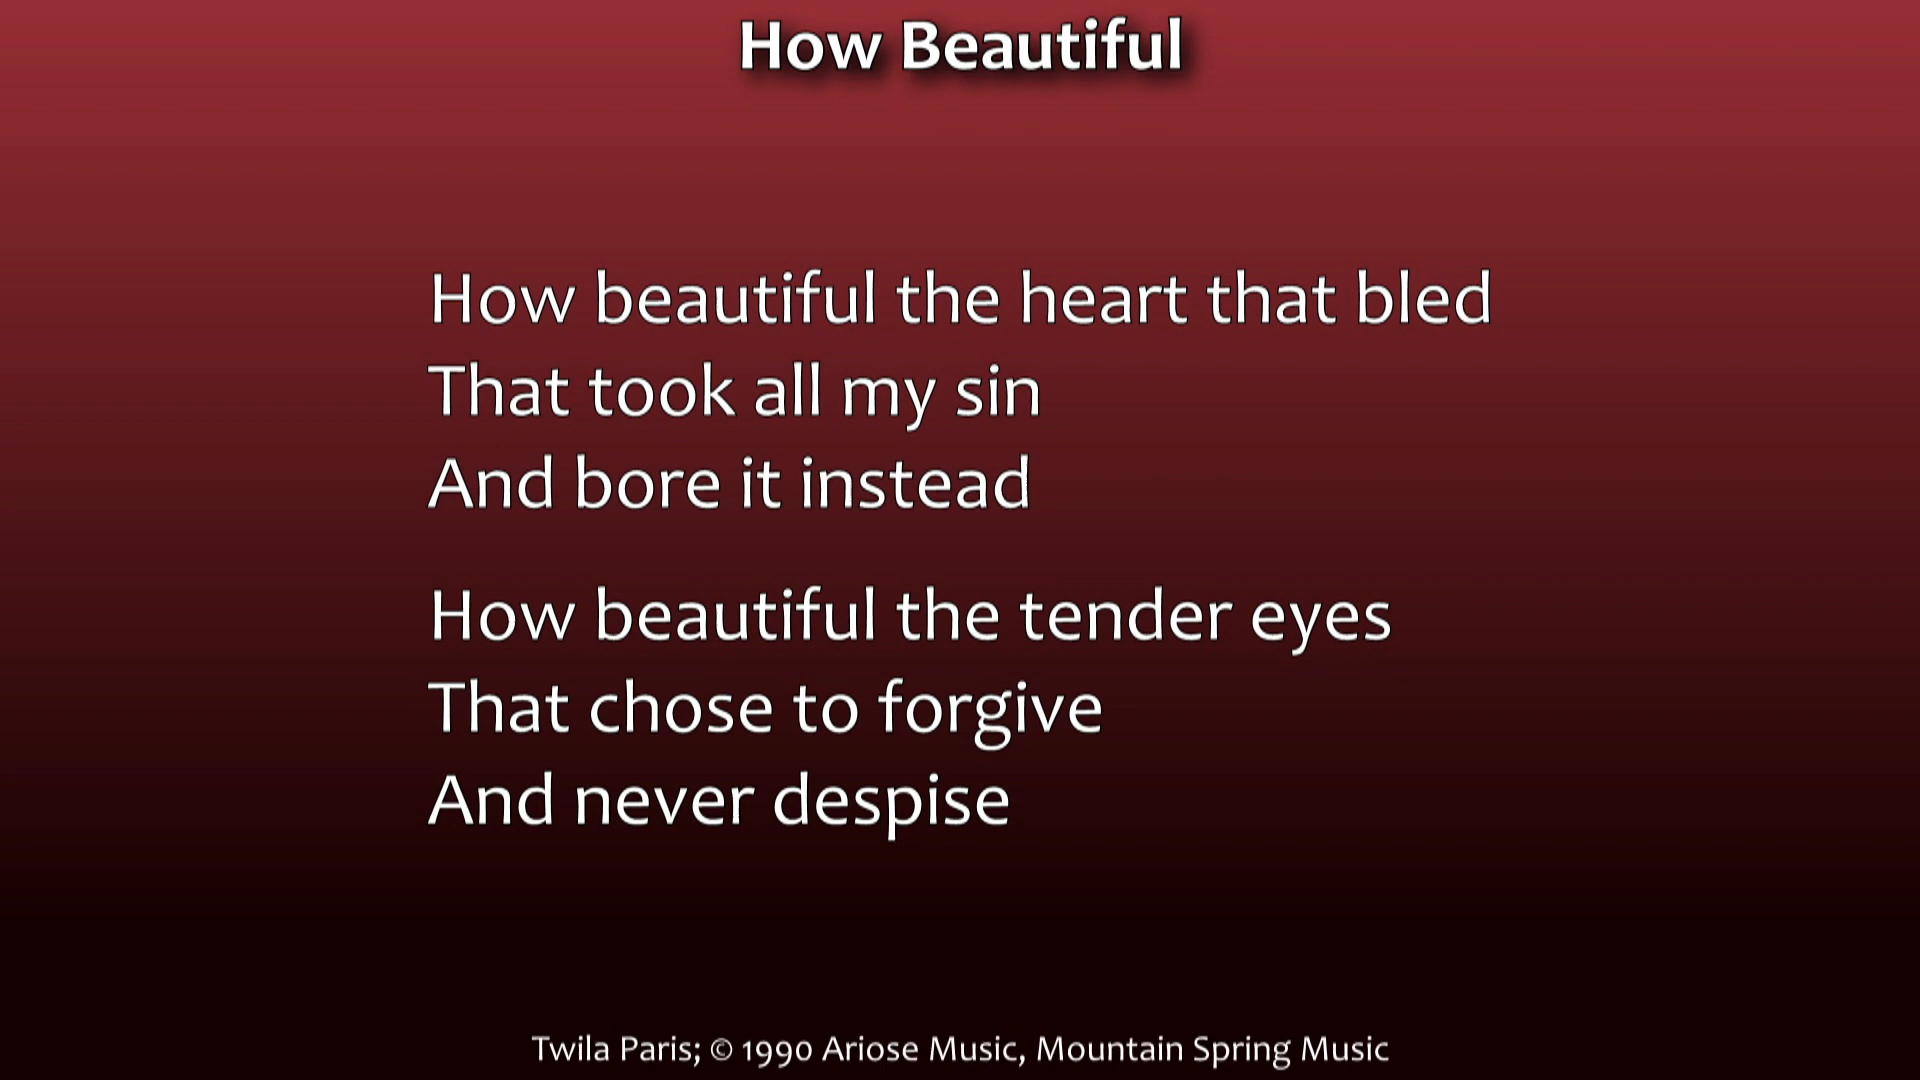 How Beautiful
How beautiful the heart that bled
That took all my sin
And bore it instead
How beautiful the tender eyes
That chose to forgive
And never despise
Twila Paris; © 1990 Ariose Music, Mountain Spring Music